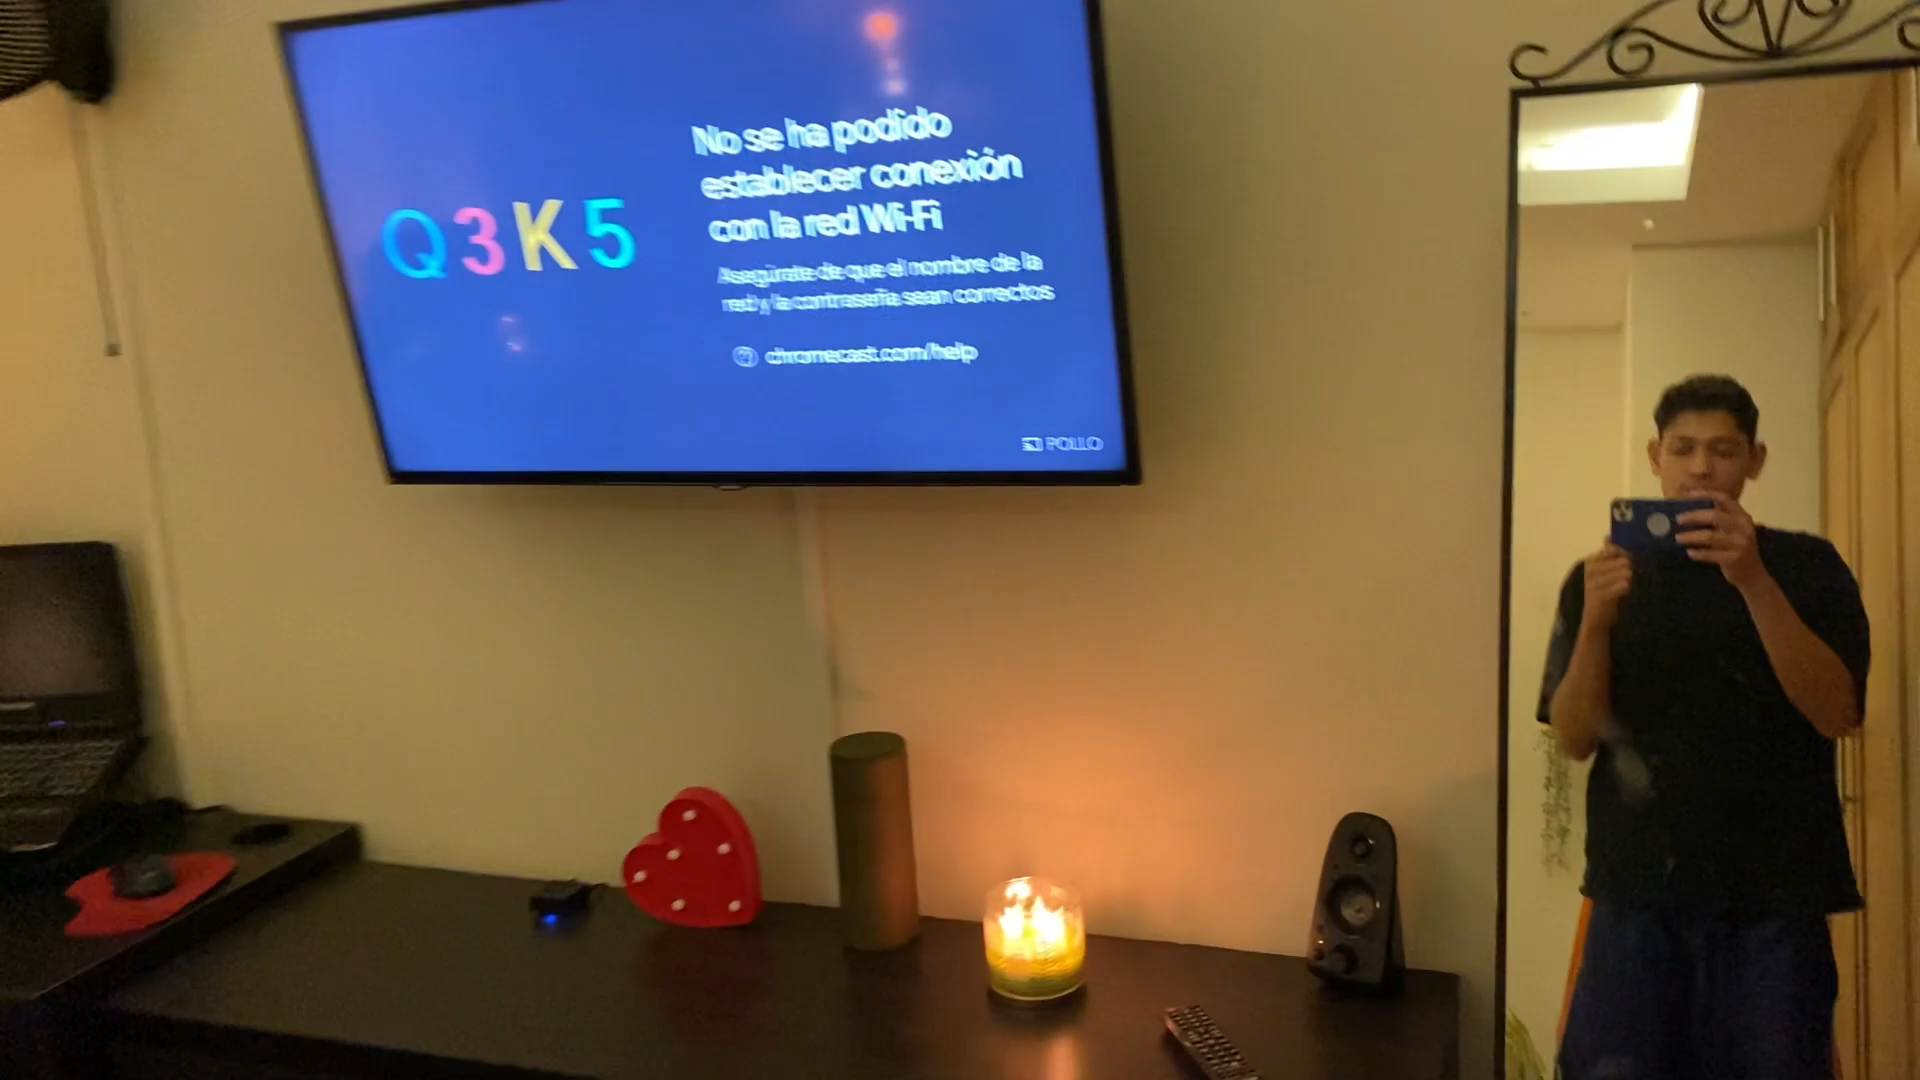 Q3K5
No se ha podido
establecer conexión
con la red Wi-Fi
Asegúrate de que el nombre de la
red y la contraseña sean correctos
chromecast.com/help
POLLO